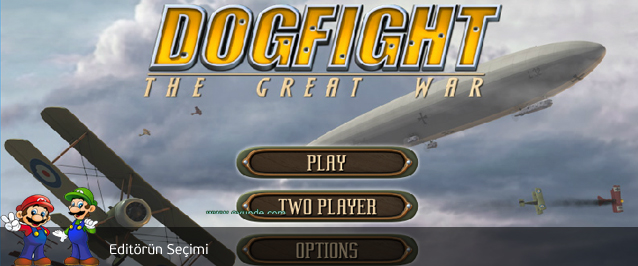 DOGFIGHT
THE GREAT WAR
PLAY
TWO PLAYER
Editörün Seçimi
OPTIONS